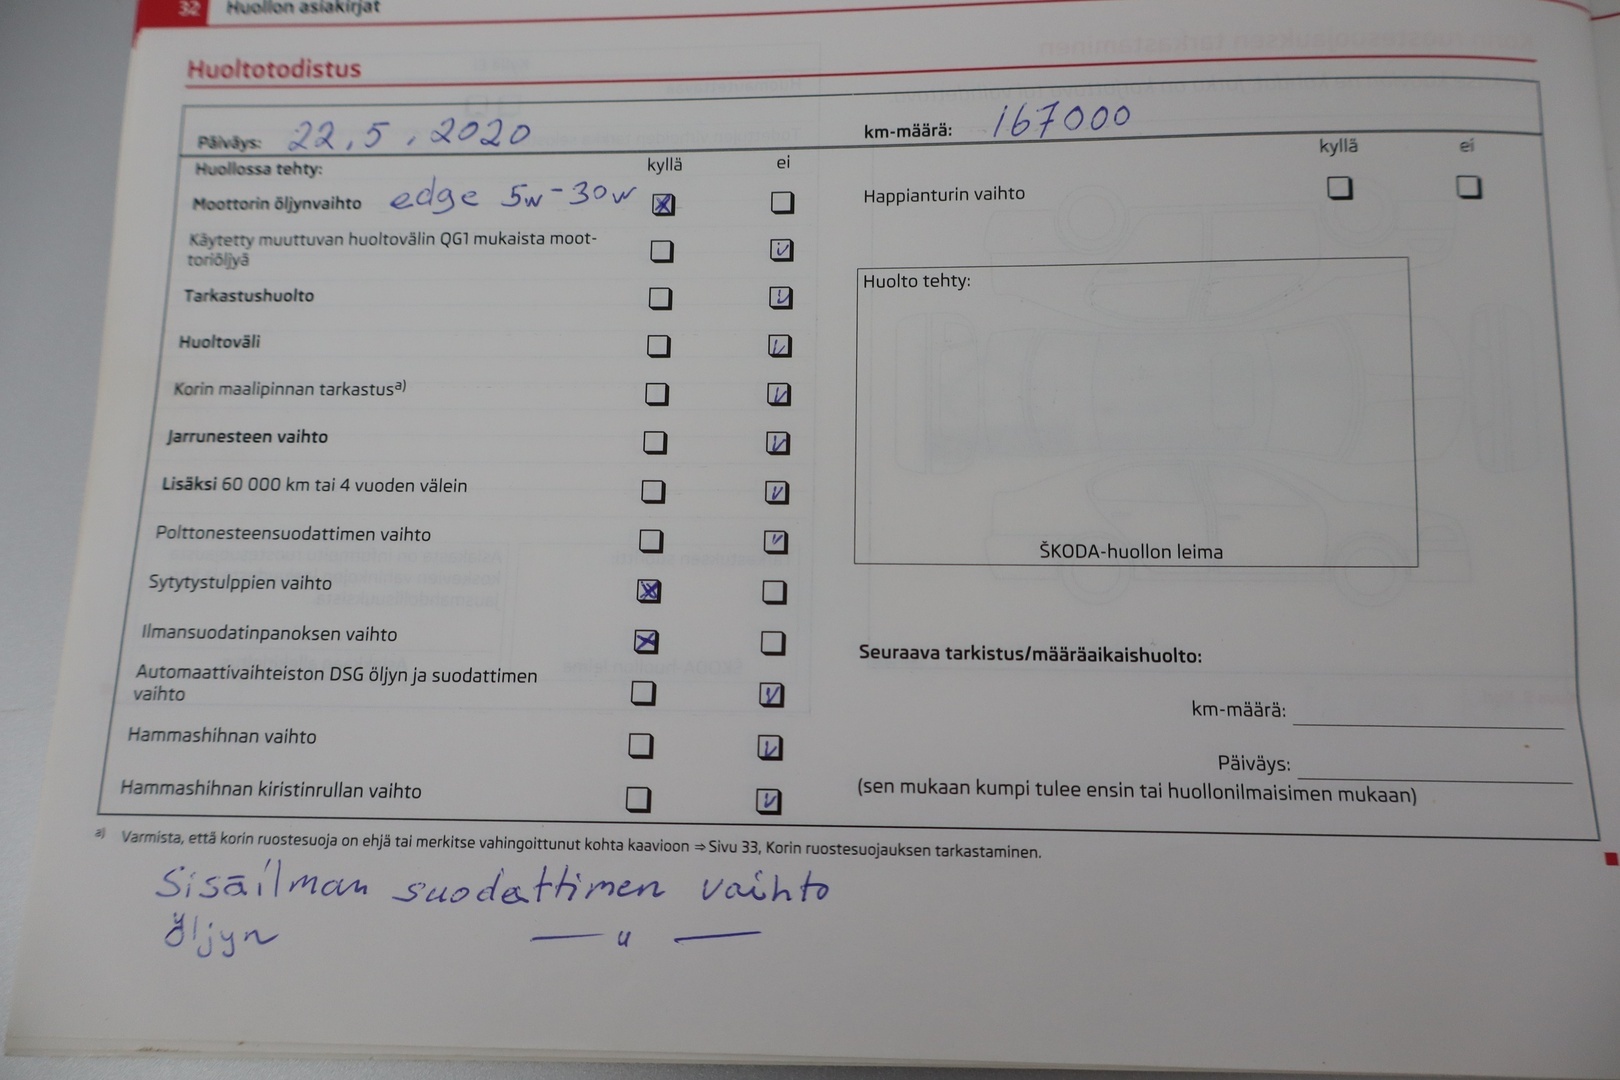 32 Huollon asiakirjat
Huoltotodistus
Päiväys: 22.5.2020
km-määrä: 167000
Huollossa tehty: kyllä ei
Moottorin öljynvaihto edge 5w-30w
Käytetty muuttuvan huoltovälin QG1 mukaista moot-
toriöljyä
Tarkastushuolto
Huoltoväli
Korin maalipinnan tarkastus a)
Jarrunesteen vaihto
Lisäksi 60 000 km tai 4 vuoden välein
Polttonesteensuodattimen vaihto
Sytytystulppien vaihto
Ilmansuodatinpanoksen vaihto
Automaattivaihteiston DSG öljyn ja suodattimen
vaihto
Hammashihnan vaihto
Hammashihnan kiristinrullan vaihto
kyllä ei
Happianturin vaihto
Huolto tehty:
ŠKODA-huollon leima
Seuraava tarkistus/määräaikaishuolto:
km-määrä:
Päiväys:
(sen mukaan kumpi tulee ensin tai huollonilmaisimen mukaan)
a) Varmista, että korin ruostesuoja on ehjä tai merkitse vahingoittunut kohta kaavioon ⇒ Sivu 33, Korin ruostesuojauksen tarkastaminen.
Sisäilman suodattimen vaihto
Öljyn — " —